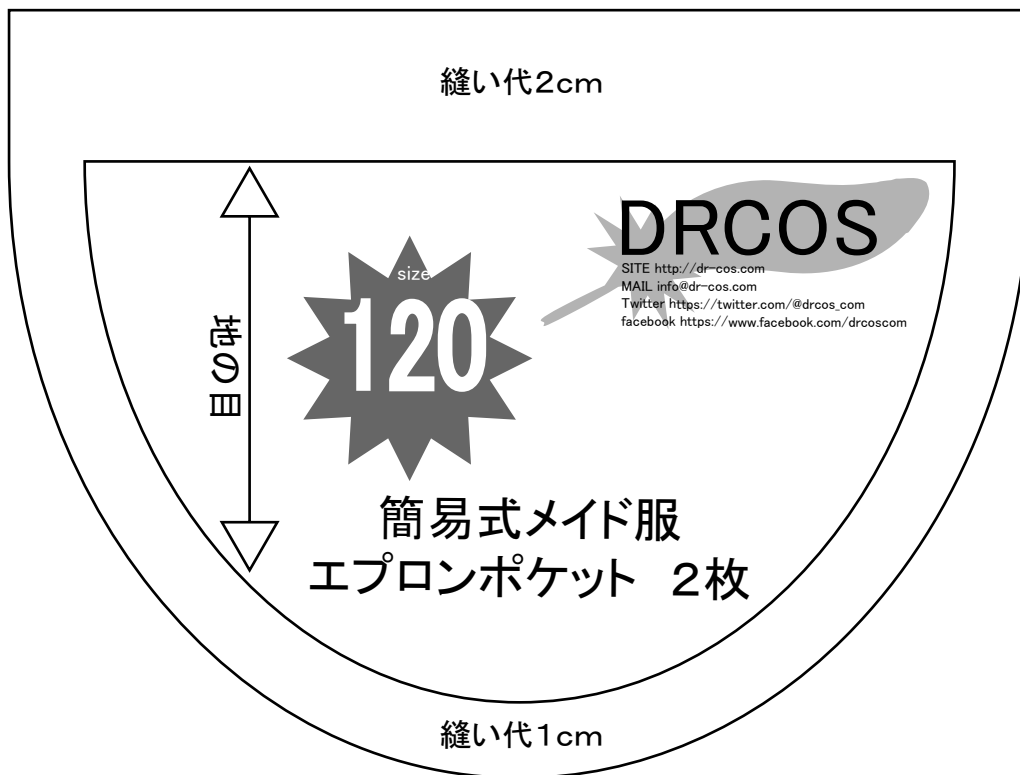 縫い代2cm
DRCOS
SITE http://dr-cos.com
MAIL info@dr-cos.com
Twitter https://twitter.com/@drcos_com
facebook https://www.facebook.com/drcoscom
size
120
地の目
簡易式メイド服
エプロンポケット　2枚
縫い代1cm